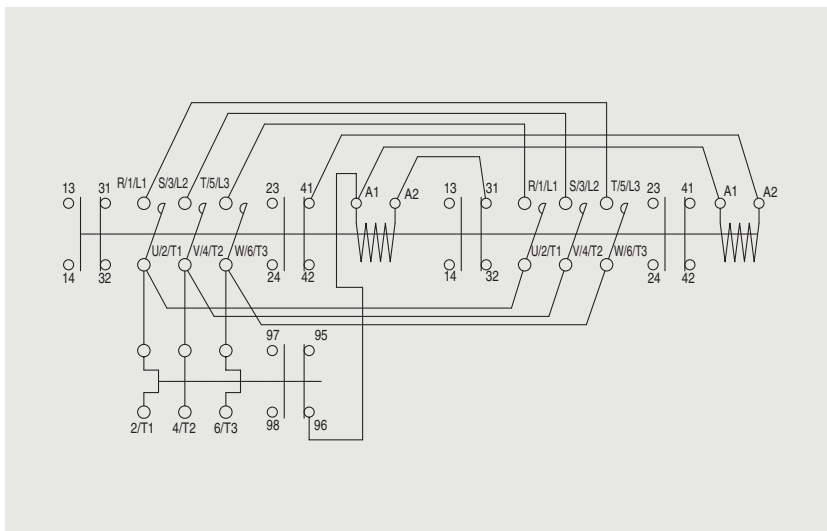 13 31 R/1/L1 S/3/L2 T/5/L3 23 41 A1 A2 13 31 R/1/L1 S/3/L2 T/5/L3 23 41 A1 A2
U/2/T1 V/4/T2 W/6/T3 U/2/T1 V/4/T2 W/6/T3
14 32 24 42 14 32 24 42
97 95
2/T1 4/T2 6/T3 98 96